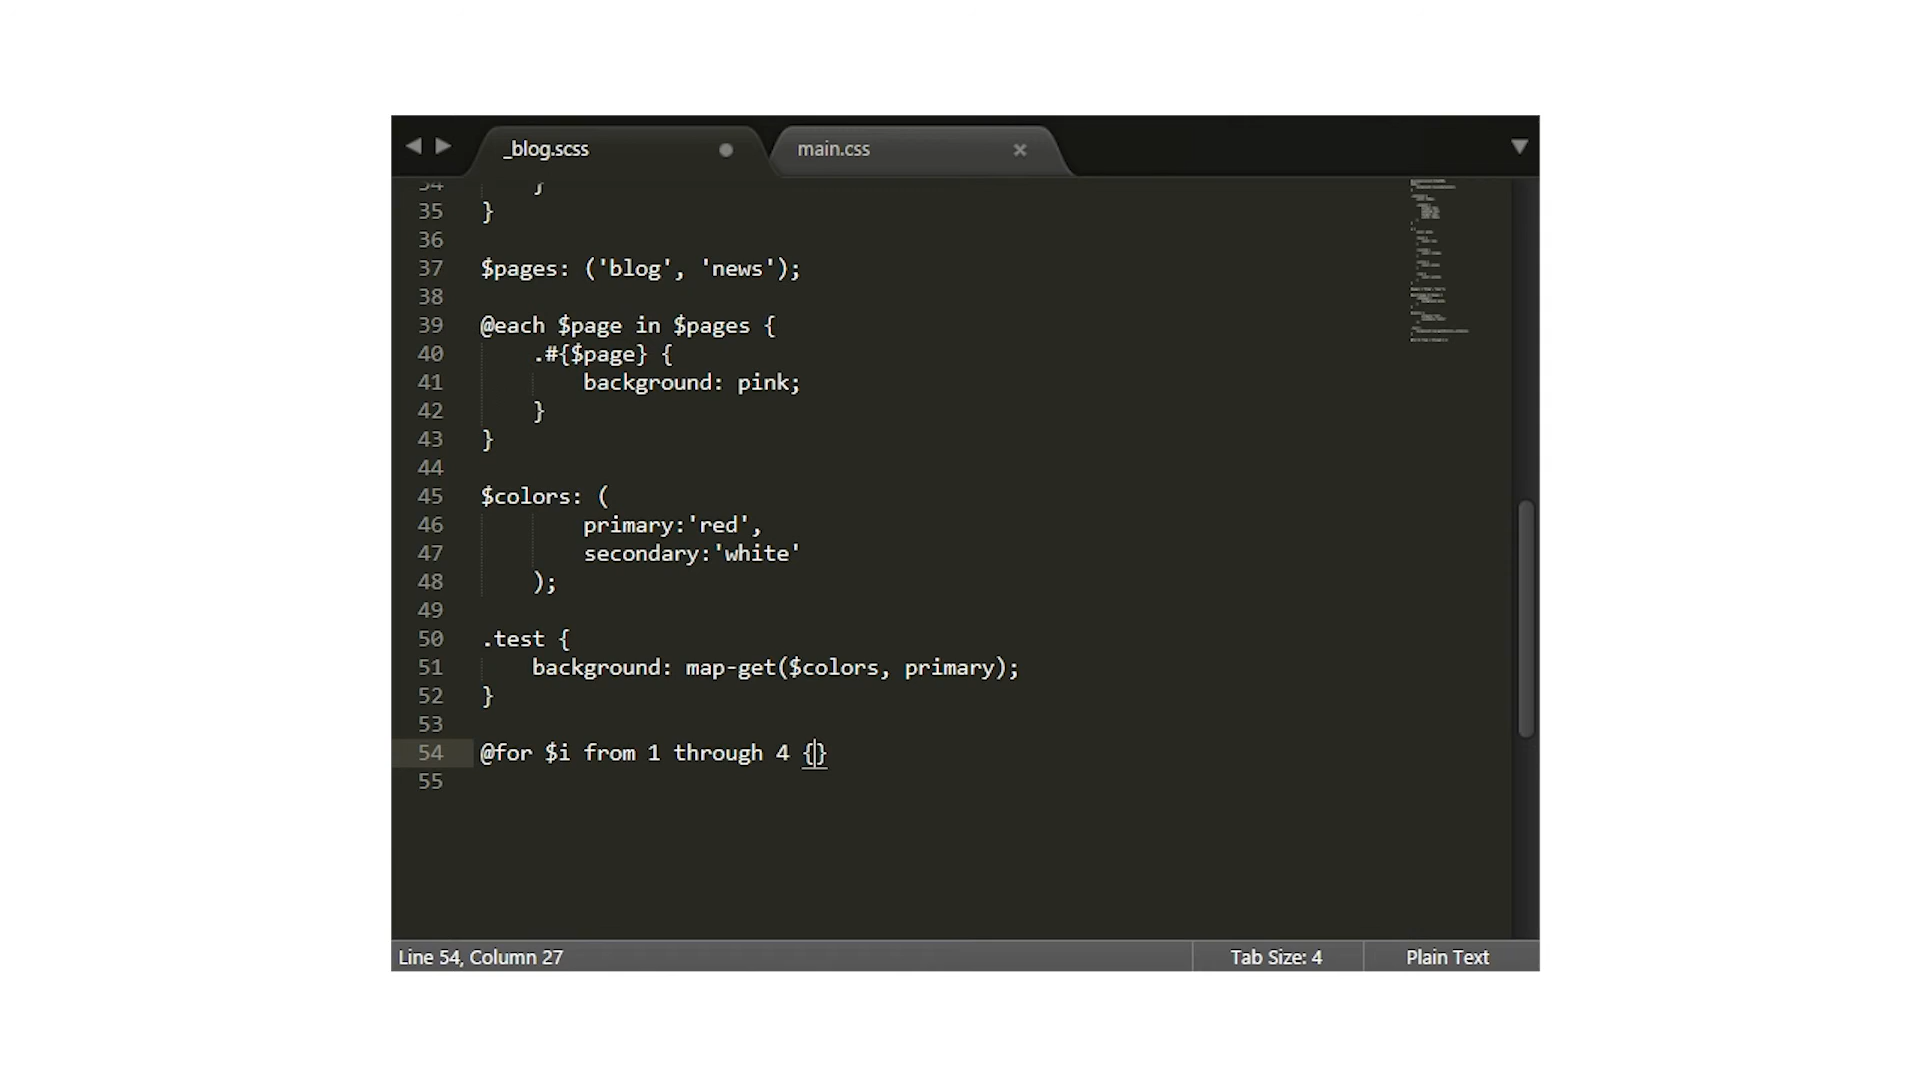 _blog.scss
main.css
34 }
35 }
36
37 $pages: ('blog', 'news');
38
39 @each $page in $pages {
40 .#{$page} {
41 background: pink;
42 }
43 }
44
45 $colors: (
46 primary:'red',
47 secondary:'white'
48 );
49
50 .test {
51 background: map-get($colors, primary);
52 }
53
54 @for $i from 1 through 4 {}
55
Line 54, Column 27
Tab Size: 4
Plain Text